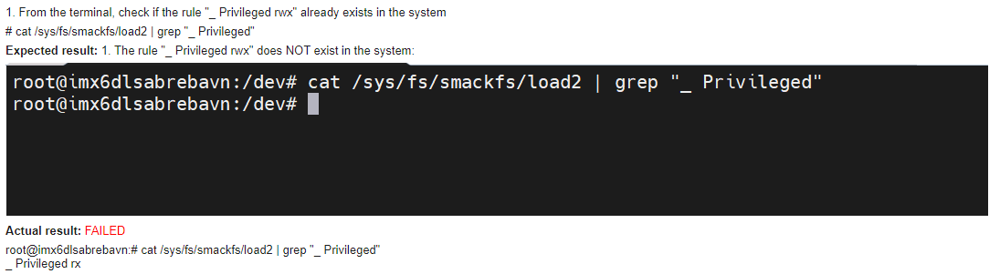 1. From the terminal, check if the rule "_ Privileged rwx" already exists in the system
# cat /sys/fs/smackfs/load2 | grep "_ Privileged"
Expected result: 1. The rule "_ Privileged rwx" does NOT exist in the system:
root@imx6dlsabrebavn:/dev# cat /sys/fs/smackfs/load2 | grep "_ Privileged"
root@imx6dlsabrebavn:/dev#
Actual result: FAILED
root@imx6dlsabrebavn:# cat /sys/fs/smackfs/load2 | grep "_ Privileged"
_ Privileged rx